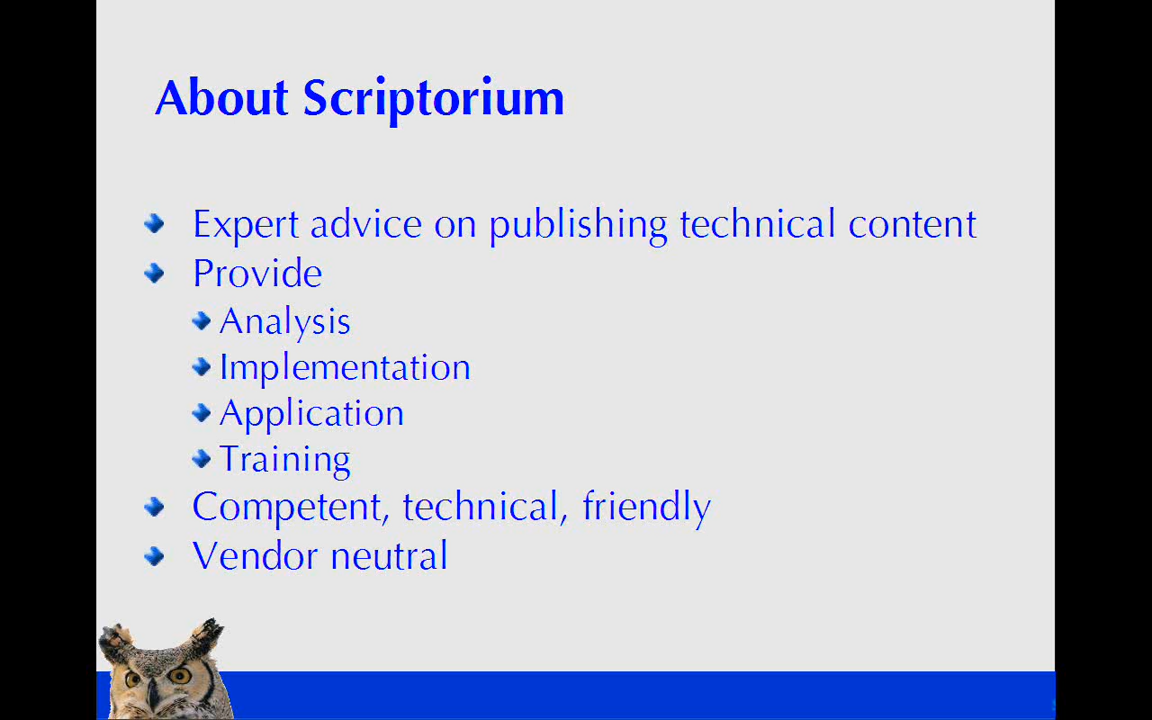 About Scriptorium
Expert advice on publishing technical content
Provide
Analysis
Implementation
Application
Training
Competent, technical, friendly
Vendor neutral